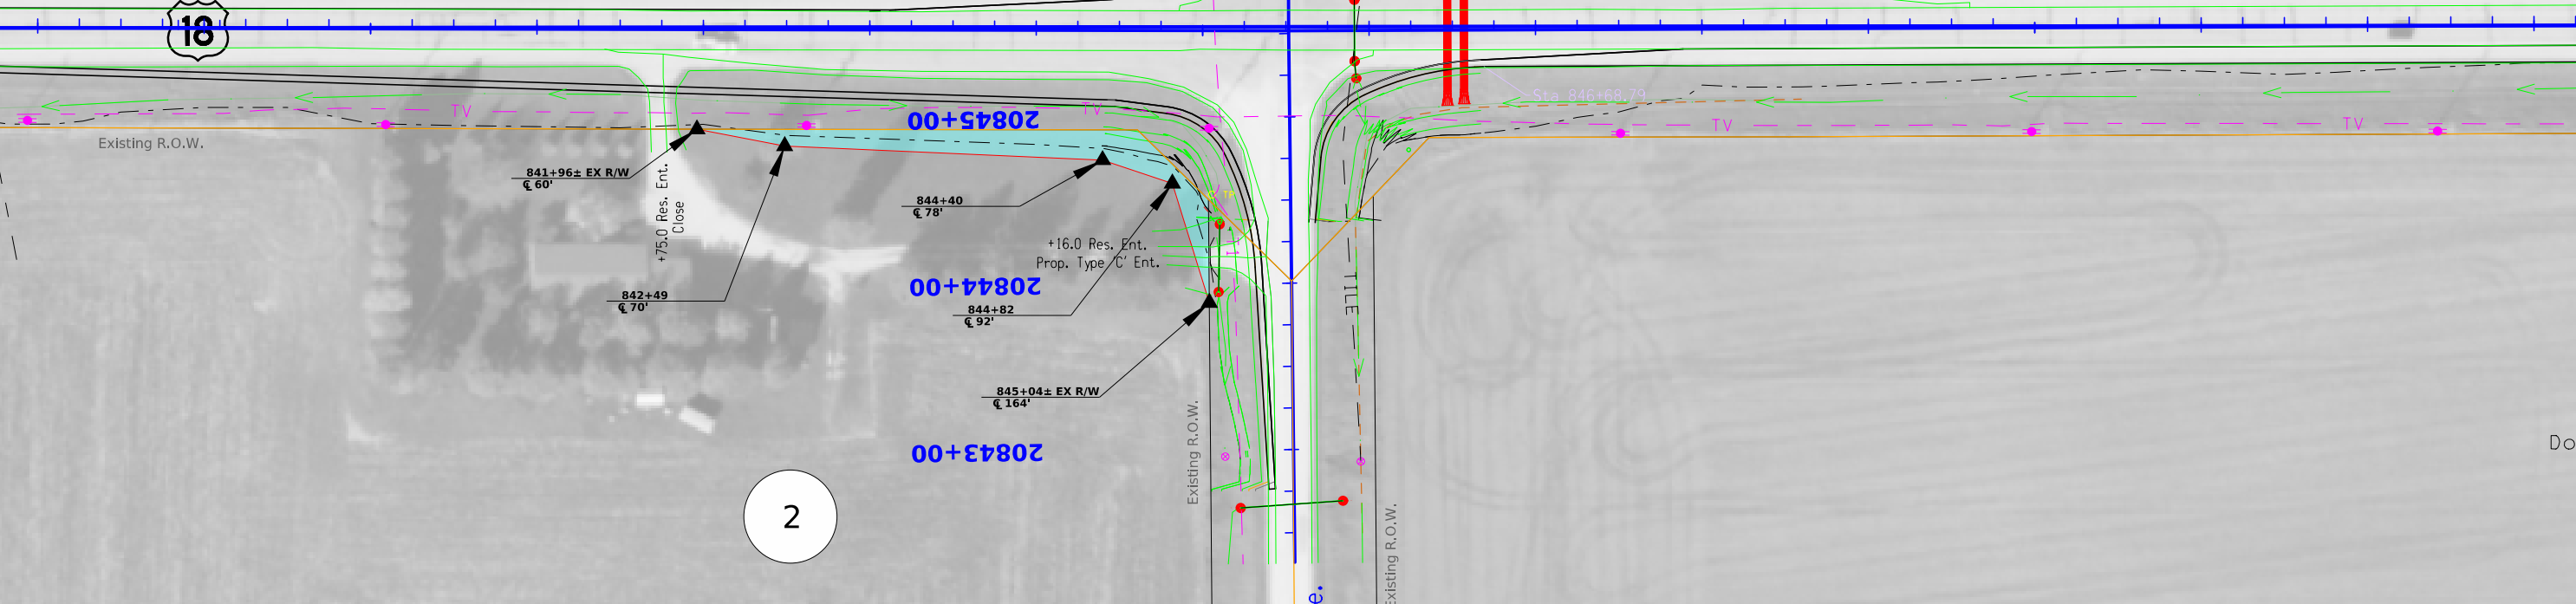 18
TV
TV
20845+00
Sta 846+68.79
TV
TV
Existing R.O.W.
841+96± EX R/W
℄ 60'
+75.0 Res. Ent.
Close
844+40
℄ 78'
+16.0 Res. Ent.
Prop. Type 'C' Ent.
20844+00
842+49
℄ 70'
844+82
℄ 92'
TILE
845+04± EX R/W
℄ 164'
Existing R.O.W.
20843+00
2
Existing R.O.W.
Do
e.